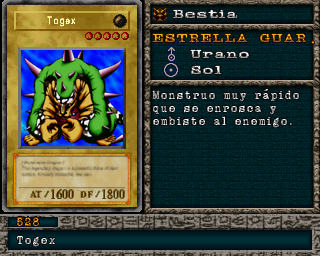 Togex
AT/1600 DF/1800
Bestia
ESTRELLA GUAR.
Urano
Sol
Monstruo muy rápido
que se enrosca y
embiste al enemigo.
528
Togex